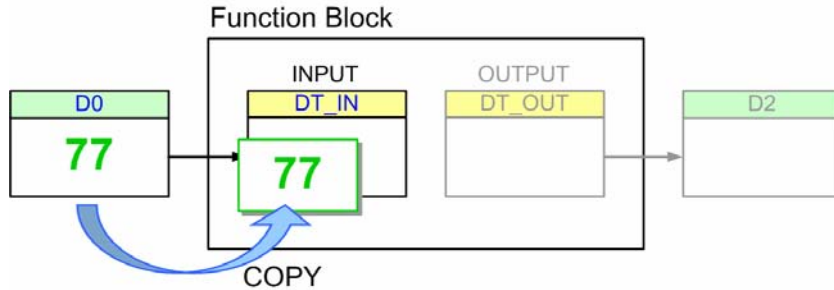 Function Block
INPUT
OUTPUT
D0
DT_IN
DT_OUT
D2
77
77
COPY